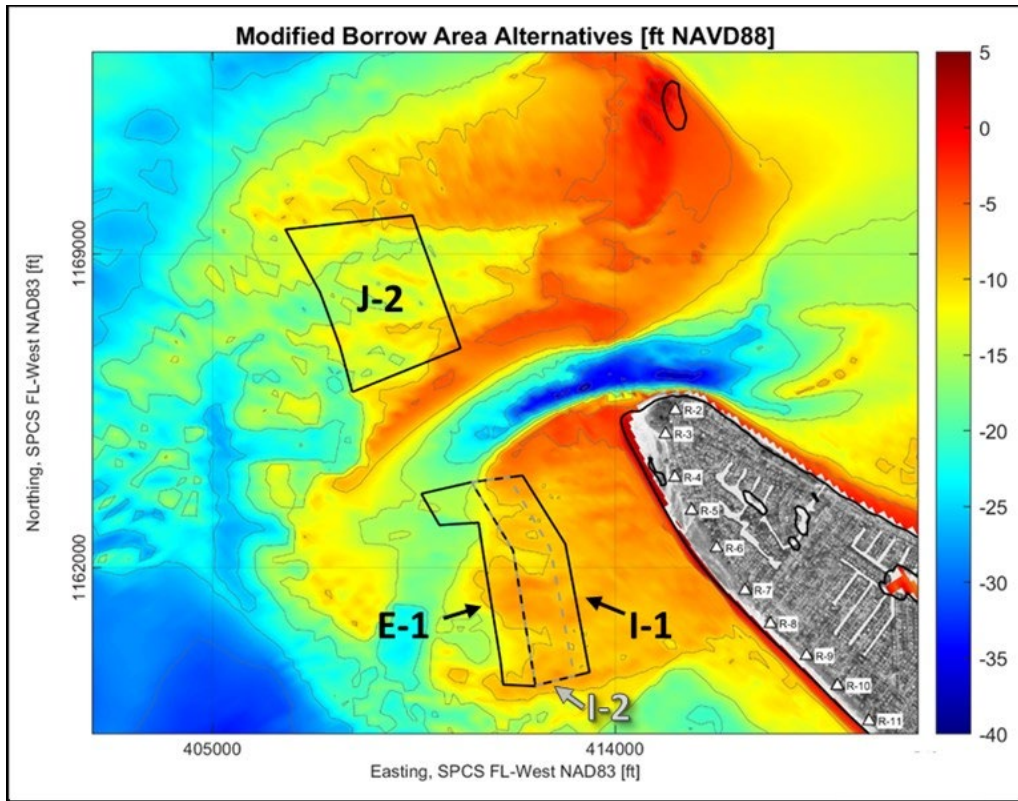 Modified Borrow Area Alternatives [ft NAVD88]
5
0
-5
-10
-15
-20
-25
-30
-35
-40
1169000
1162000
Northing, SPCS FL-West NAD83 [ft]
J-2
E-1
I-1
I-2
R-2
R-3
R-4
R-5
R-6
R-7
R-8
R-9
R-10
R-11
405000
414000
Easting, SPCS FL-West NAD83 [ft]